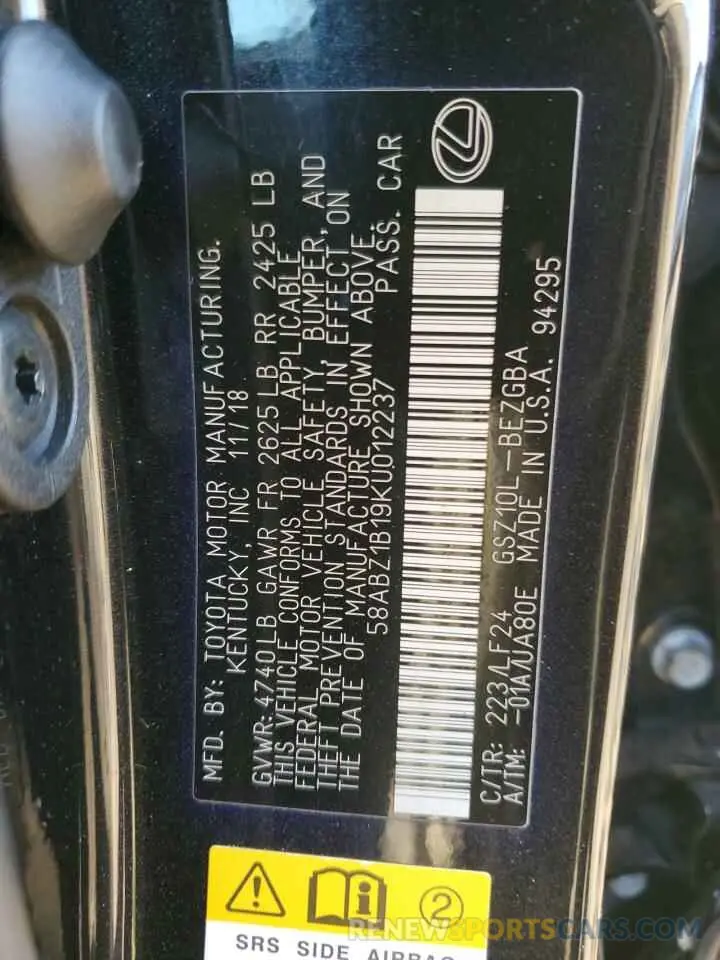 MFD. BY: TOYOTA MOTOR MANUFACTURING.
KENTUCKY, INC 11/18
GVWR: 4740LB GAWR FR 2625LB RR 2425 LB
THIS VEHICLE CONFORMS TO ALL APPLICABLE
FEDERAL MOTOR VEHICLE SAFETY, BUMPER, AND
THEFT PREVENTION STANDARDS IN EFFECT ON
THE DATE OF MANUFACTURE SHOWN ABOVE.
58ABZ1B19KU012237 PASS. CAR
C/TR: 223/LF24 GSZ10L-BEZGBA
A/TM: -01A/UA80E MADE IN U.S.A. 94295
2
SRS SIDE AIRBAG
RENEWSPORTSCARS.COM